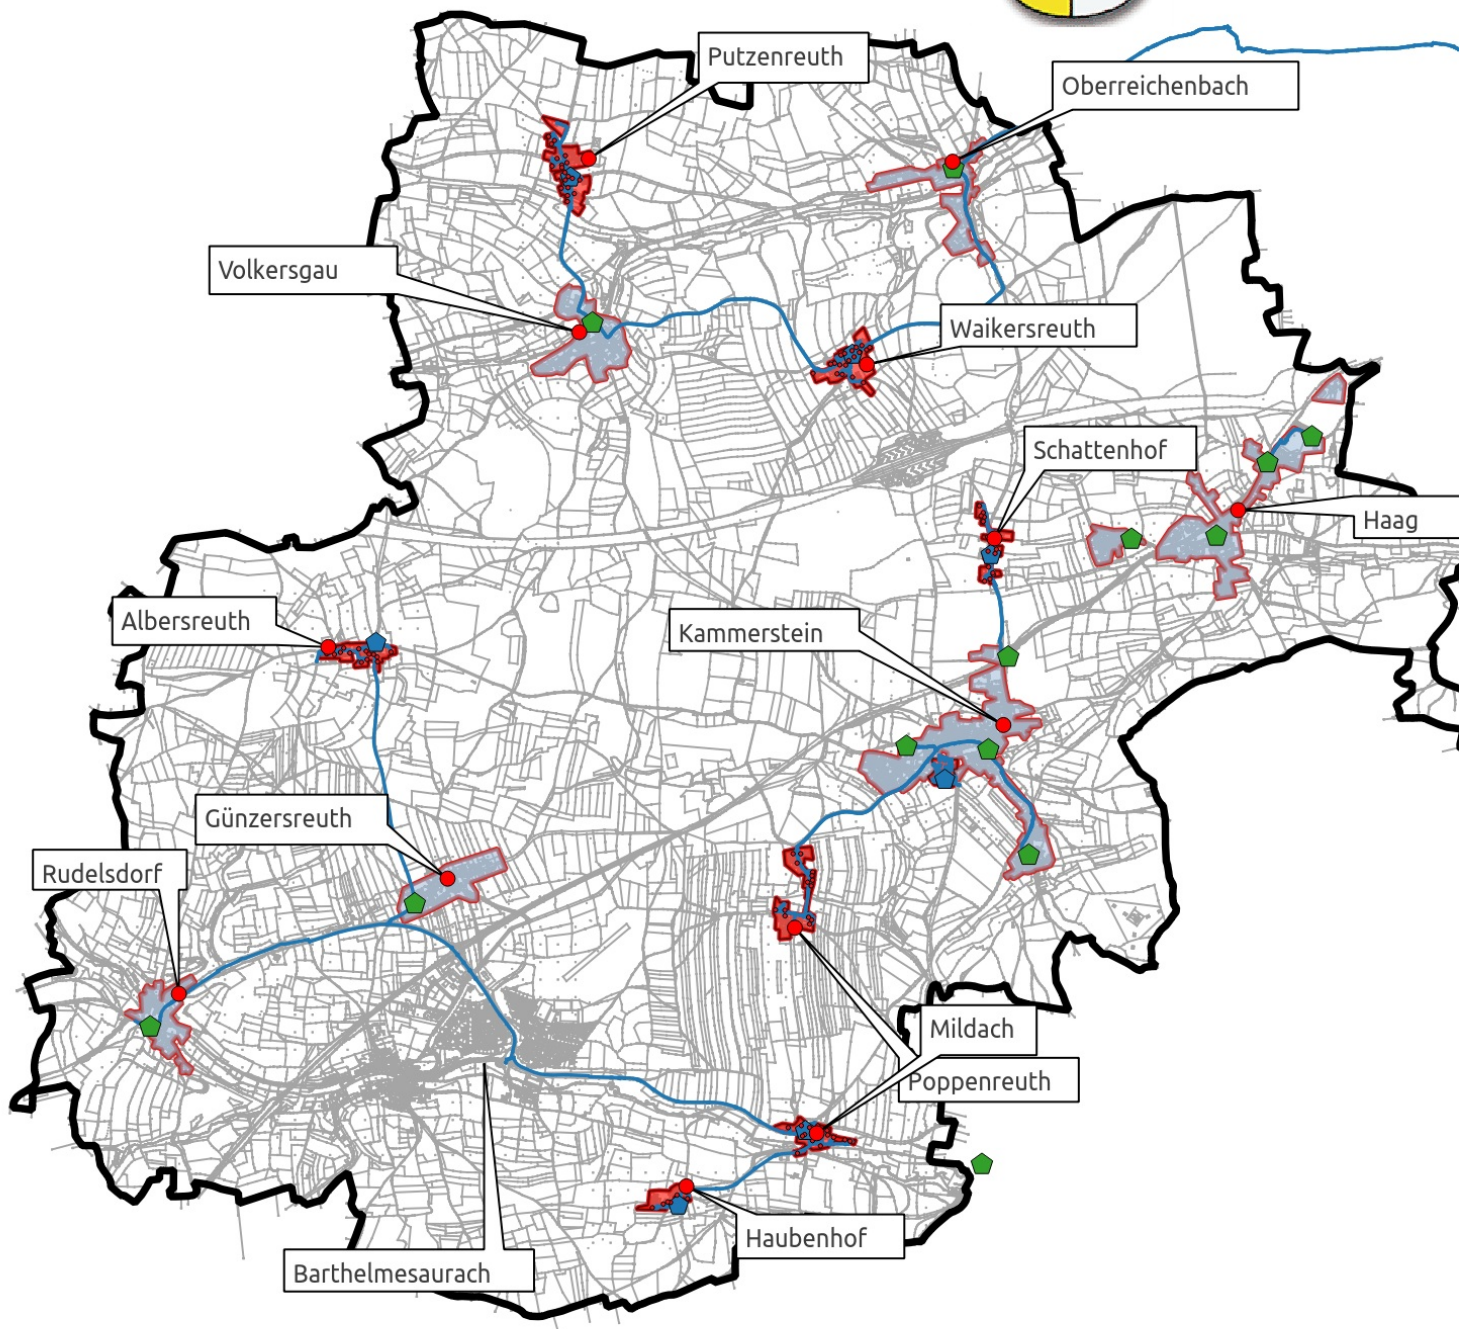 Putzenreuth
Oberreichenbach
Volkersgau
Waikersreuth
Schattenhof
Haag
Albersreuth
Kammerstein
Günzersreuth
Rudelsdorf
Mildach
Poppenreuth
Haubenhof
Barthelmesaurach